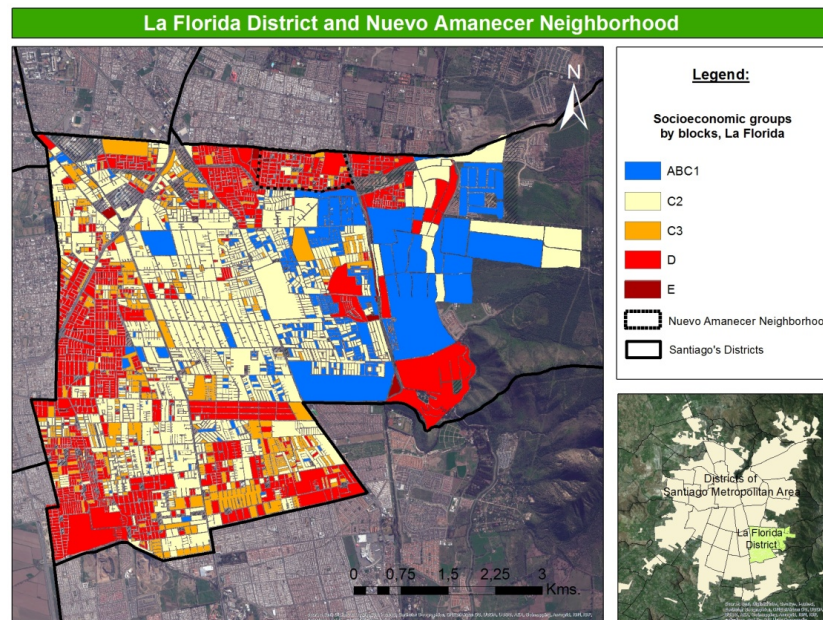 La Florida District and Nuevo Amanecer Neighborhood
N
Legend:
Socioeconomic groups
by blocks, La Florida
ABC1
C2
C3
D
E
Nuevo Amanecer Neighborhoo
Santiago's Districts
Districts of
Santiago Metropolitan Area
La Florida
District
0 0,75 1,5 2,25 3
Kms.